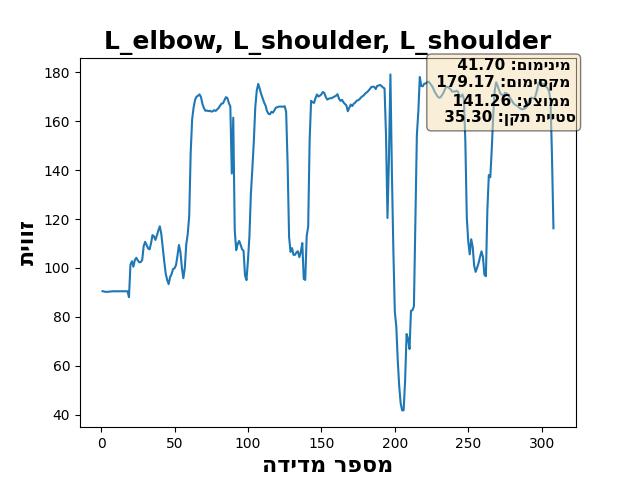 L_elbow, L_shoulder, L_shoulder
מינימום: 41.70
מקסימום: 179.17
ממוצע: 141.26
סטיית תקן: 35.30
180
160
140
120
100
80
60
40
זווית
0 50 100 150 200 250 300
מספר מדידה